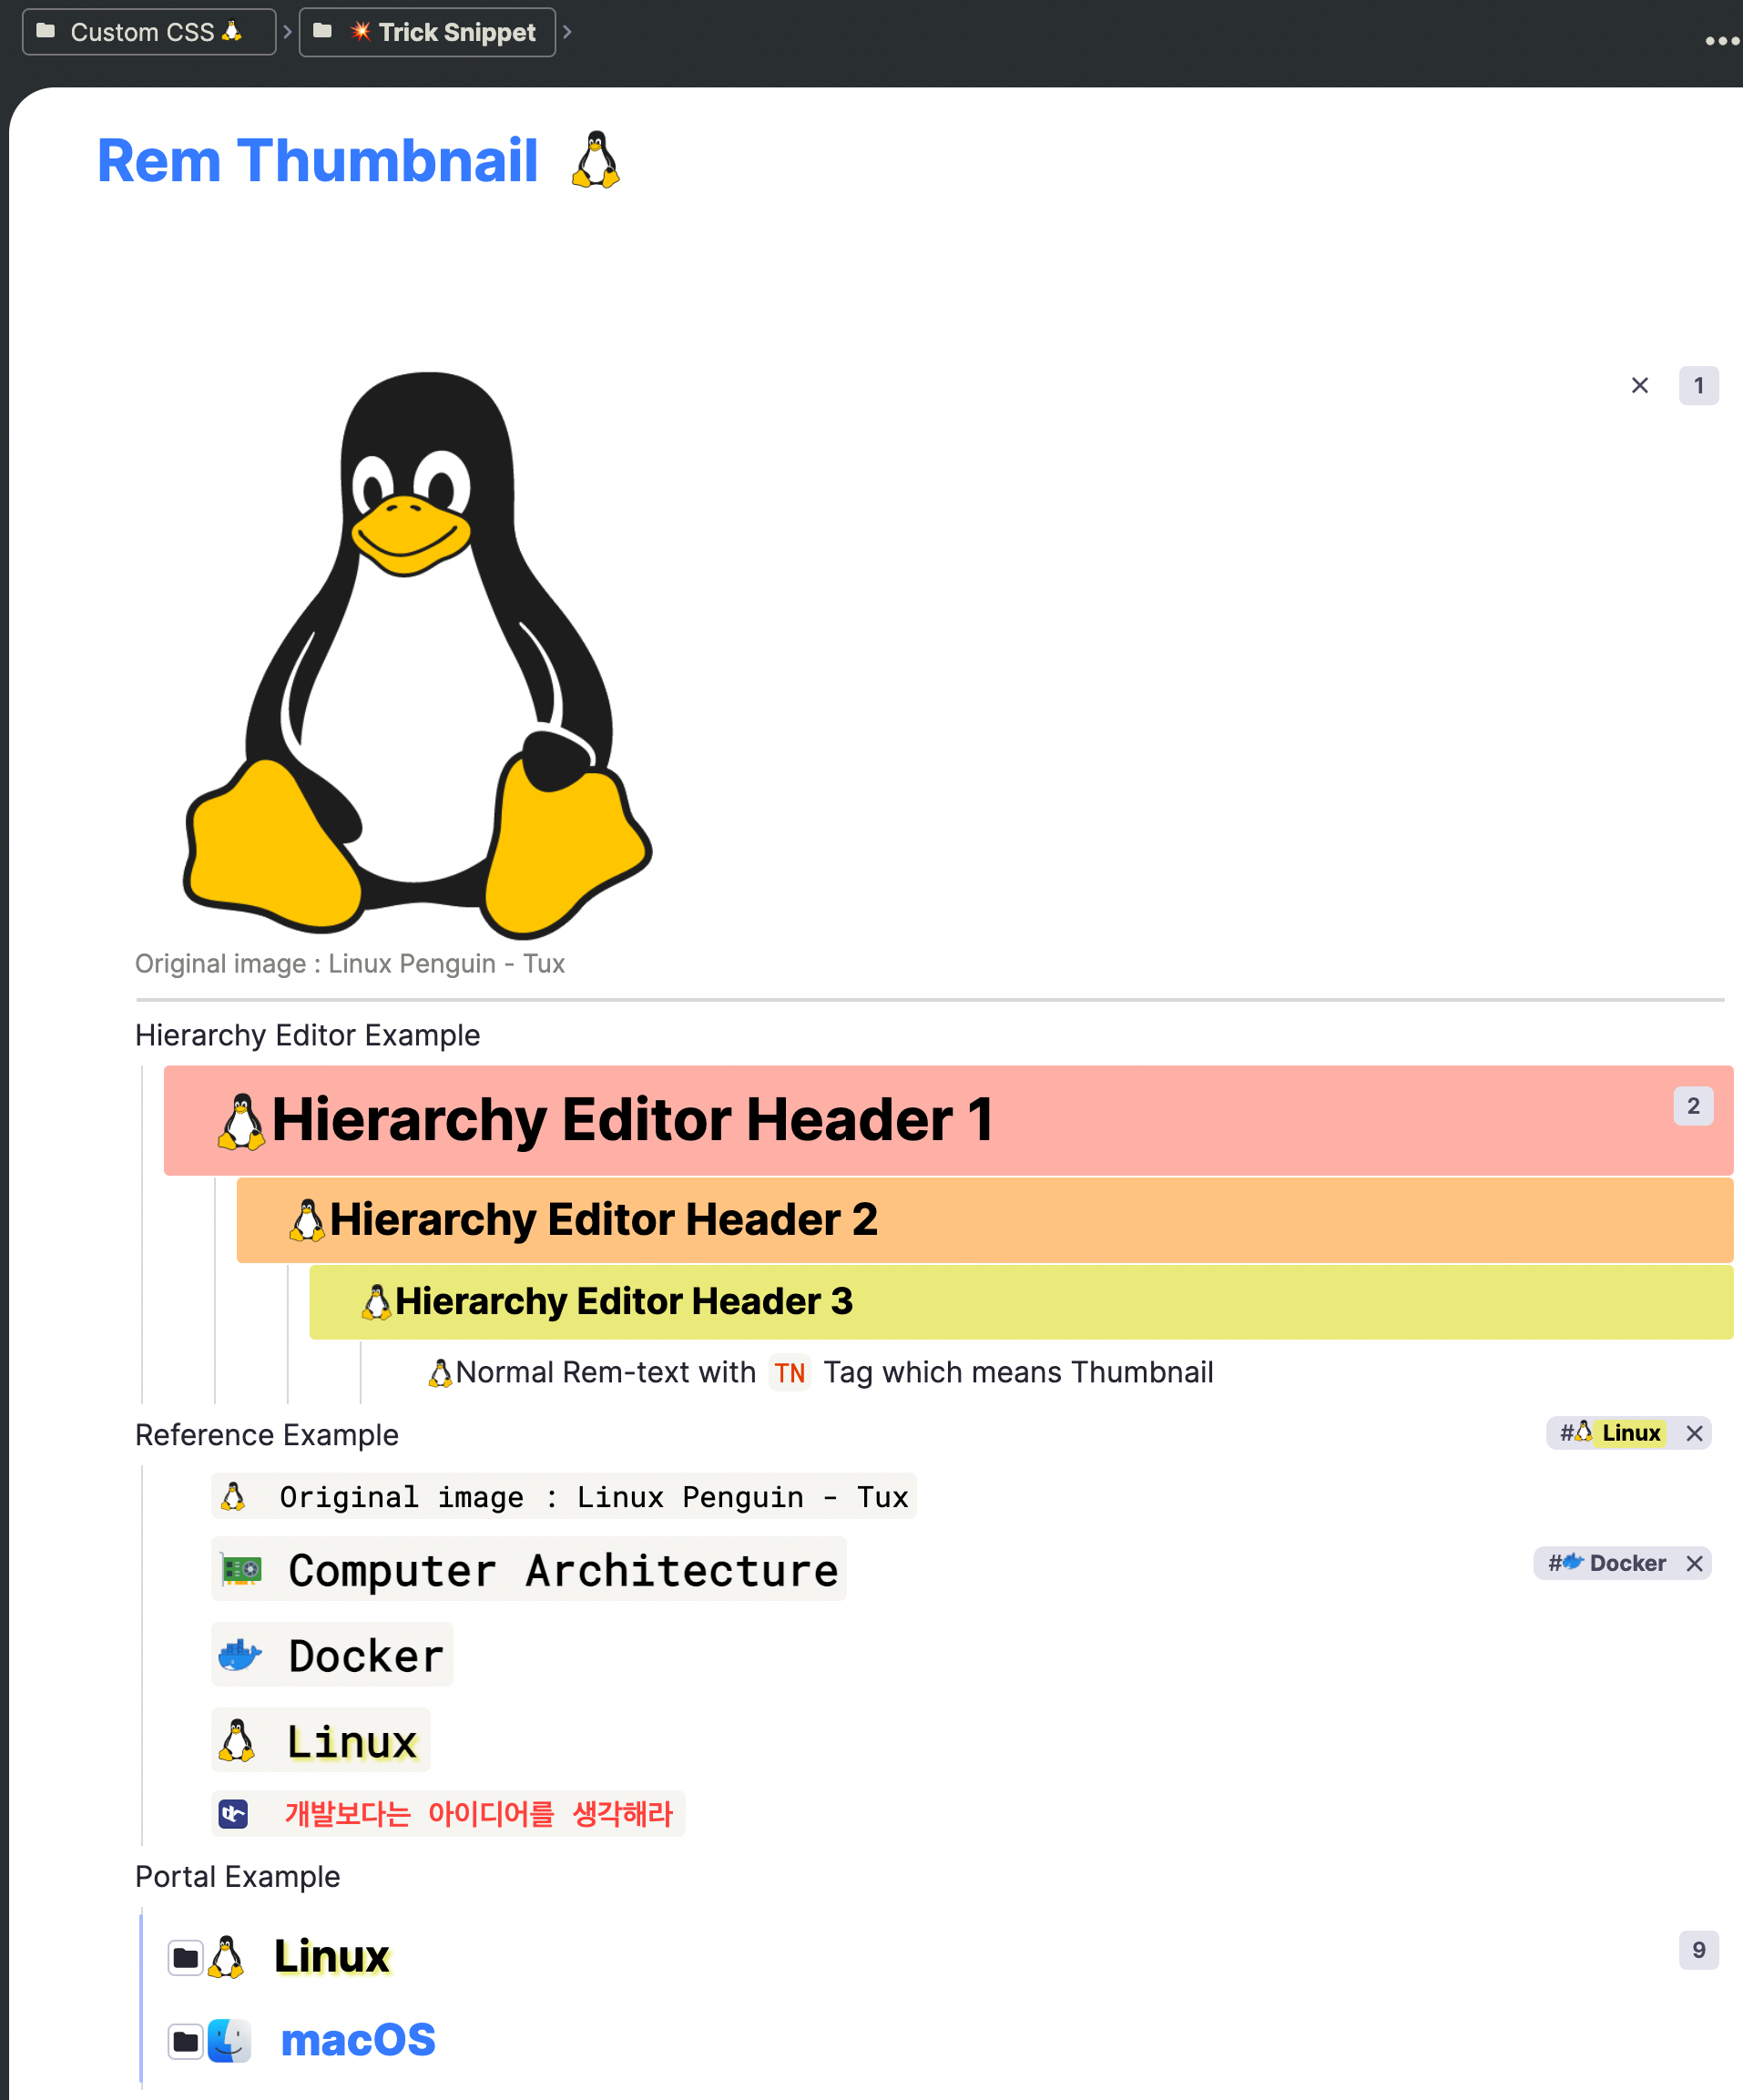 Custom CSS
Trick Snippet
Rem Thumbnail
1
Original image : Linux Penguin - Tux
Hierarchy Editor Example
Hierarchy Editor Header 1
2
Hierarchy Editor Header 2
Hierarchy Editor Header 3
Normal Rem-text with TN Tag which means Thumbnail
Reference Example
#Linux
Original image : Linux Penguin - Tux
Computer Architecture
#Docker
Docker
Linux
개발보다는 아이디어를 생각해라
Portal Example
Linux
9
macOS